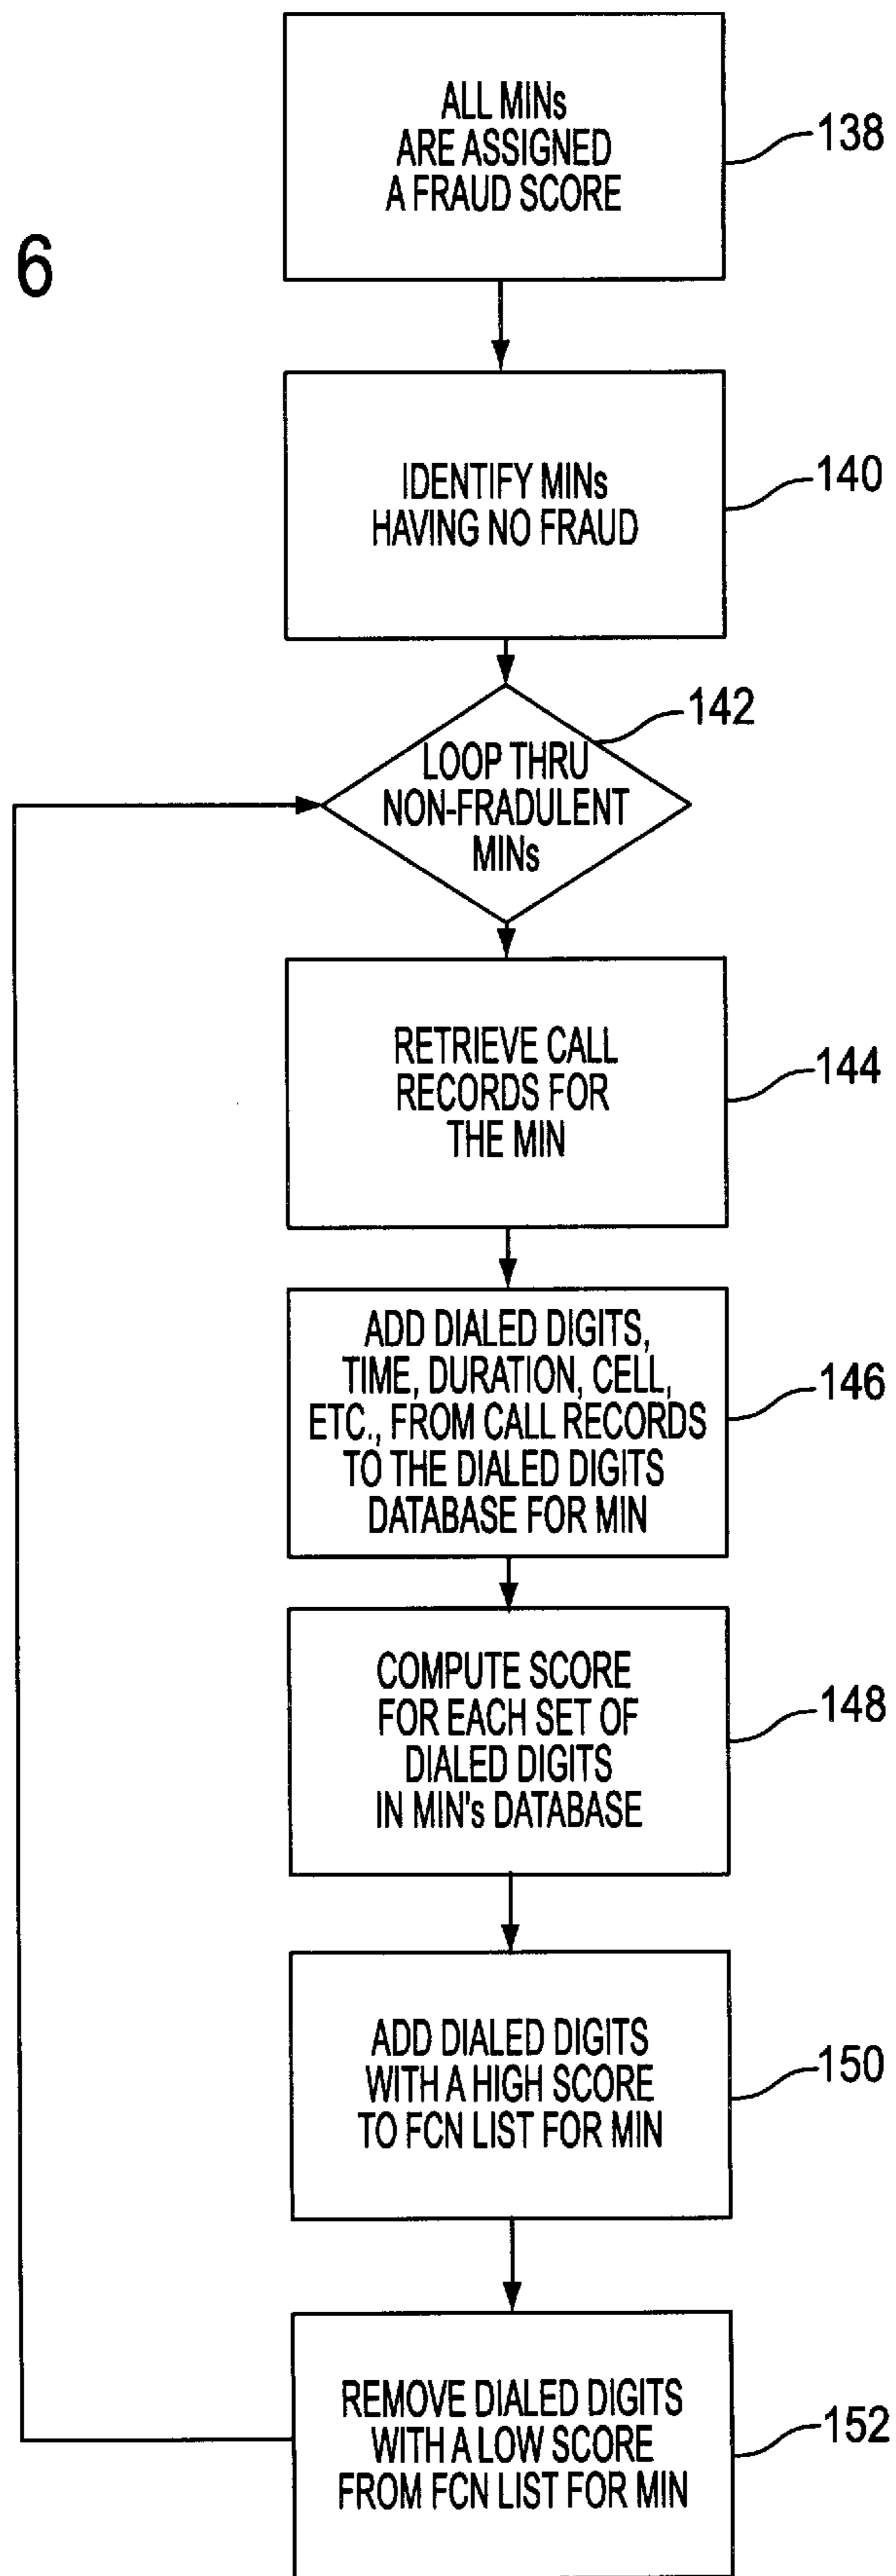 ALL MINs
ARE ASSIGNED
A FRAUD SCORE
138
6
IDENTIFY MINs
HAVING NO FRAUD
140
142
LOOP THRU
NON-FRADULENT
MINs
RETRIEVE CALL
RECORDS FOR
THE MIN
144
ADD DIALED DIGITS,
TIME, DURATION, CELL,
ETC., FROM CALL RECORDS
TO THE DIALED DIGITS
DATABASE FOR MIN
146
COMPUTE SCORE
FOR EACH SET OF
DIALED DIGITS
IN MIN's DATABASE
148
ADD DIALED DIGITS
WITH A HIGH SCORE
TO FCN LIST FOR MIN
150
REMOVE DIALED DIGITS
WITH A LOW SCORE
FROM FCN LIST FOR MIN
152